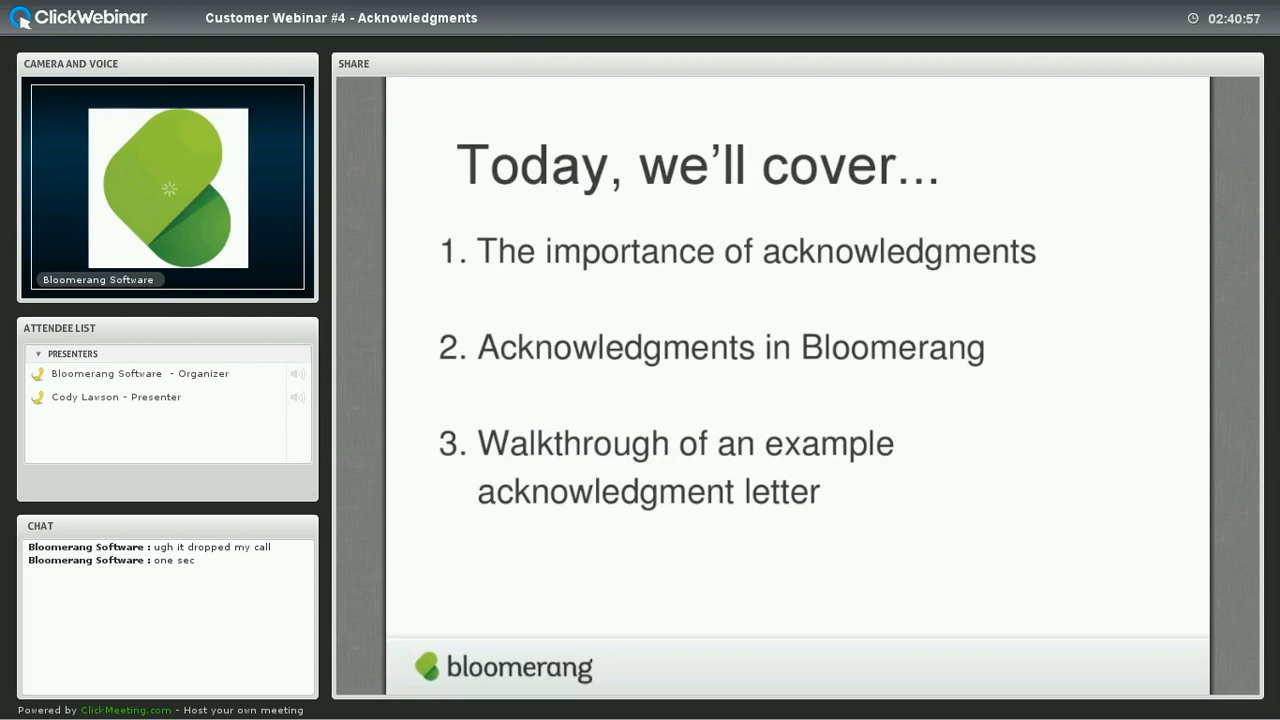 ClickWebinar
Customer Webinar #4 - Acknowledgments
02:40:57
CAMERA AND VOICE
Bloomerang Software
ATTENDEE LIST
PRESENTERS
Bloomerang Software - Organizer
Cody Lawson - Presenter
CHAT
Bloomerang Software : ugh it dropped my call
Bloomerang Software : one sec
SHARE
Today, we’ll cover...
1. The importance of acknowledgments
2. Acknowledgments in Bloomerang
3. Walkthrough of an example
acknowledgment letter
bloomerang
Powered by ClickMeeting.com - Host your own meeting